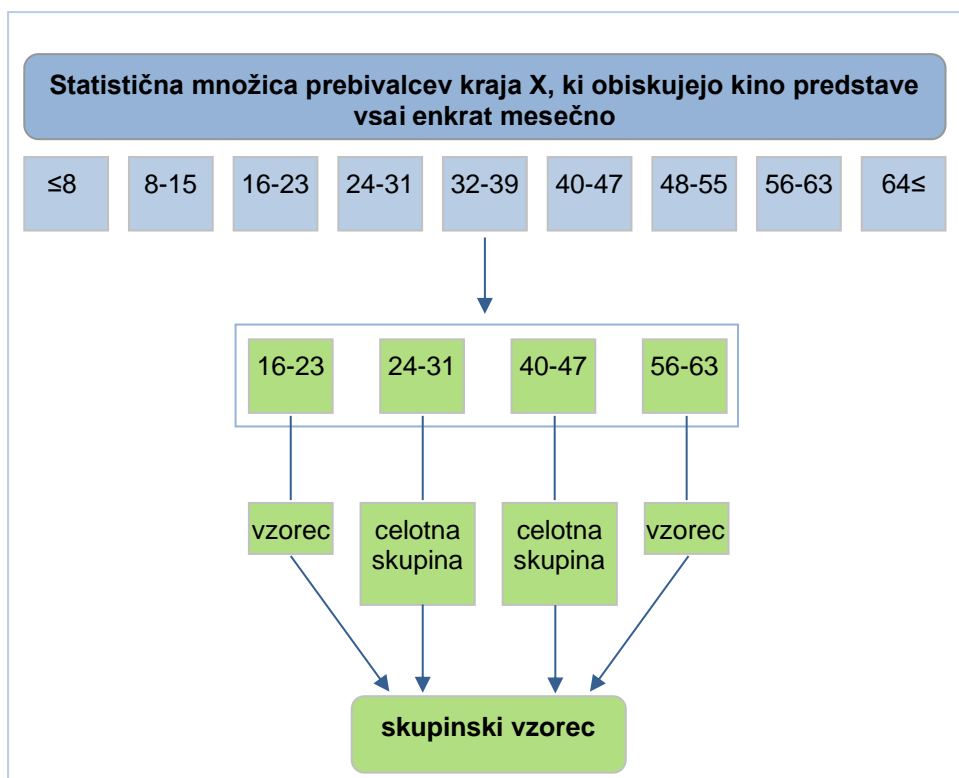 Statistična množica prebivalcev kraja X, ki obiskujejo kino predstave
vsai enkrat mesečno
≤8 8-15 16-23 24-31 32-39 40-47 48-55 56-63 64≤
16-23 24-31 40-47 56-63
vzorec celotna celotna vzorec
skupina skupina
skupinski vzorec